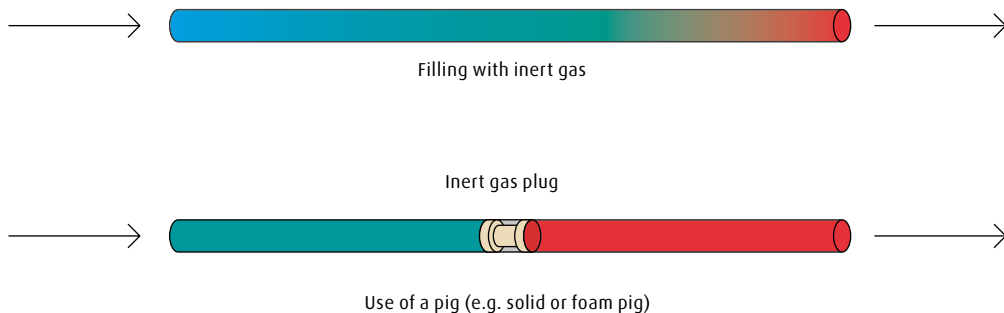 Filling with inert gas
Inert gas plug
Use of a pig (e.g. solid or foam pig)